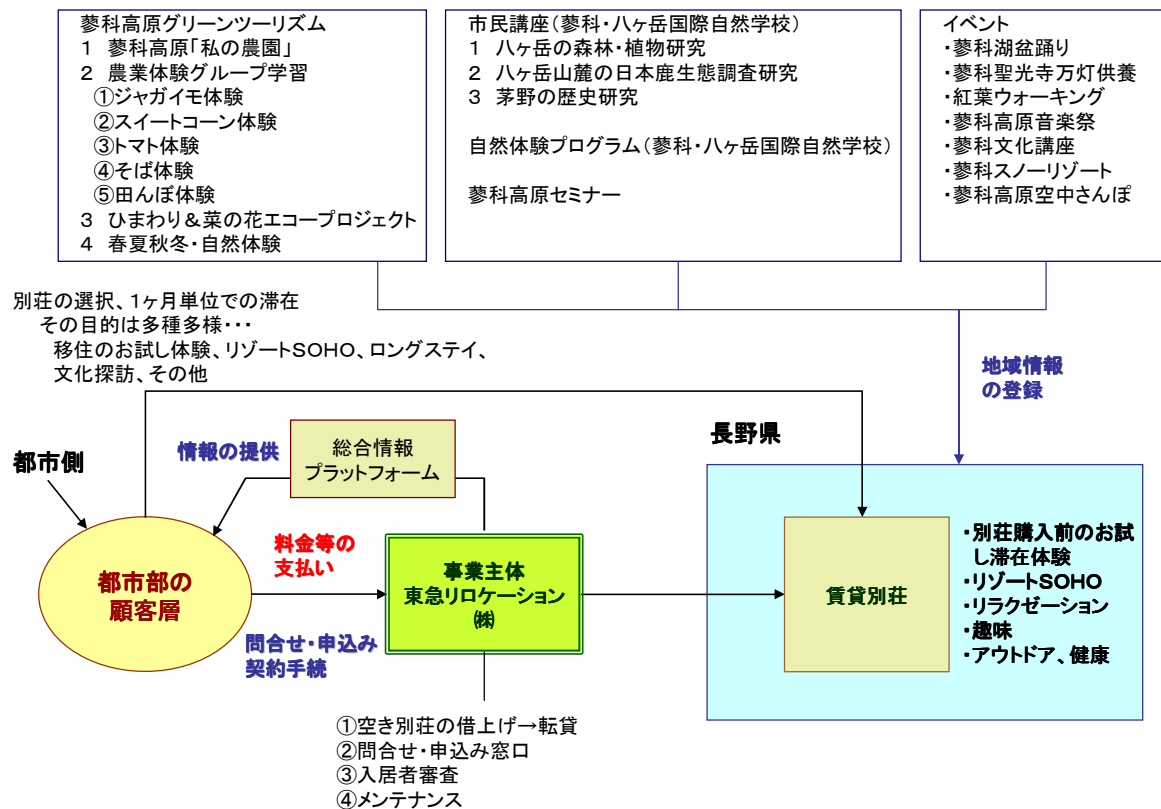 蓼科高原グリーンツーリズム
1 蓼科高原「私の農園」
2 農業体験グループ学習
①ジャガイモ体験
②スイートコーン体験
③トマト体験
④そば体験
⑤田んぼ体験
3 ひまわり＆菜の花エコープロジェクト
4 春夏秋冬・自然体験
市民講座（蓼科・八ヶ岳国際自然学校）
1 八ヶ岳の森林・植物研究
2 八ヶ岳山麓の日本鹿生態調査研究
3 茅野の歴史研究
自然体験プログラム（蓼科・八ヶ岳国際自然学校）
蓼科高原セミナー
イベント
・蓼科湖盆踊り
・蓼科聖光寺万灯供養
・紅葉ウォーキング
・蓼科高原音楽祭
・蓼科文化講座
・蓼科スノーリゾート
・蓼科高原空中さんぽ
別荘の選択、1ヶ月単位での滞在
その目的は多種多様・・・
移住のお試し体験、リゾートSOHO、ロングステイ、
文化探訪、その他
地域情報
の登録
都市側
情報の提供
総合情報
プラットフォーム
長野県
都市部の
顧客層
料金等の
支払い
問合せ・申込み
契約手続
事業主体
東急リロケーション
㈱
賃貸別荘
・別荘購入前のお試
し滞在体験
・リゾートSOHO
・リラクゼーション
・趣味
・アウトドア、健康
①空き別荘の借上げ→転貸
②問合せ・申込み窓口
③入居者審査
④メンテナンス